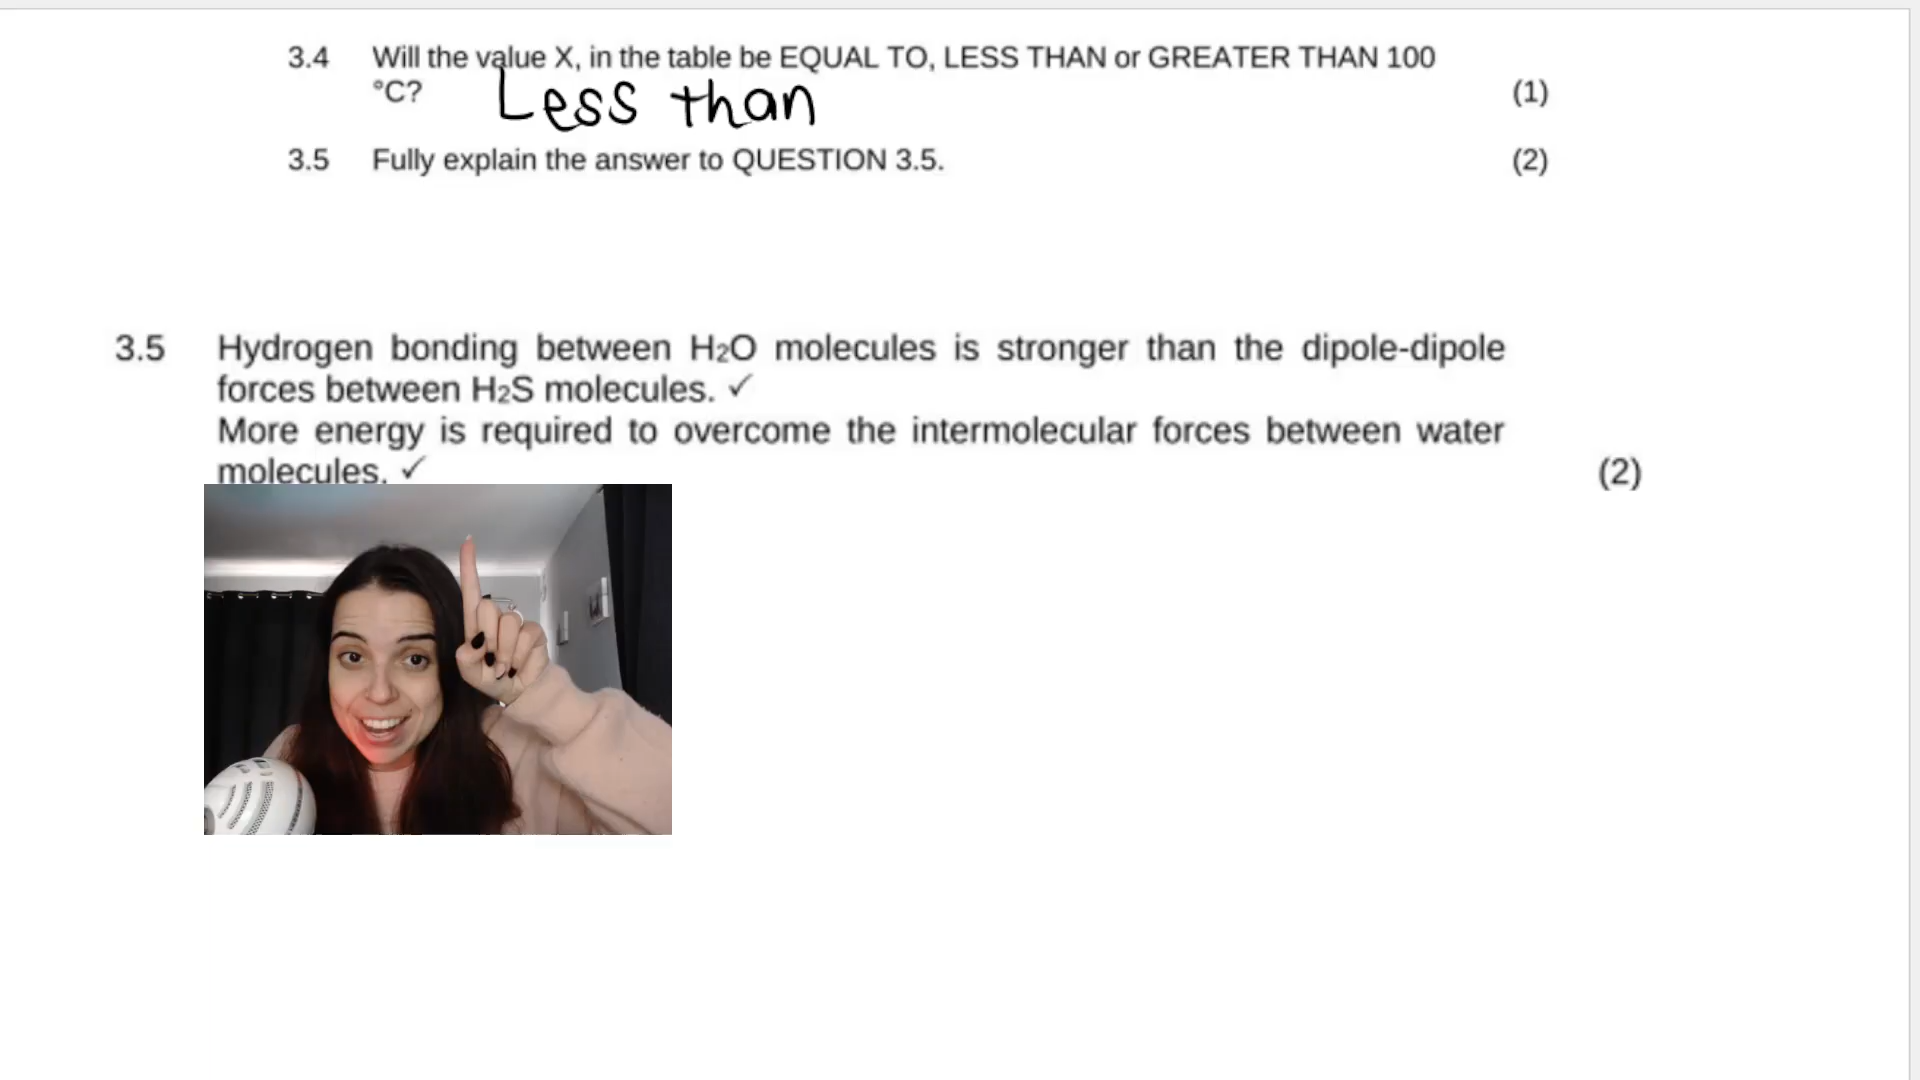 3.4 Will the value X, in the table be EQUAL TO, LESS THAN or GREATER THAN 100
°C? Less than (1)
3.5 Fully explain the answer to QUESTION 3.5. (2)
3.5 Hydrogen bonding between H₂O molecules is stronger than the dipole-dipole
forces between H₂S molecules. ✓
More energy is required to overcome the intermolecular forces between water
molecules. ✓ (2)